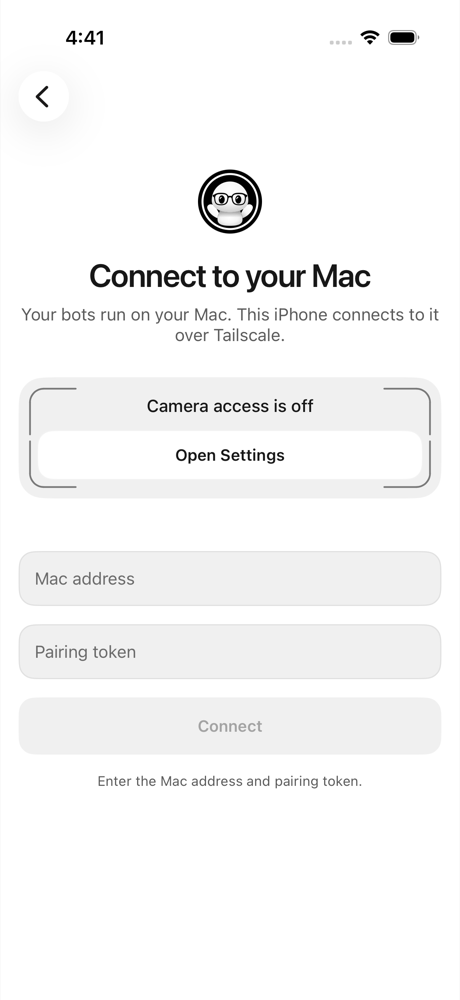 4:41
Connect to your Mac
Your bots run on your Mac. This iPhone connects to it
over Tailscale.
Camera access is off
Open Settings
Mac address
Pairing token
Connect
Enter the Mac address and pairing token.